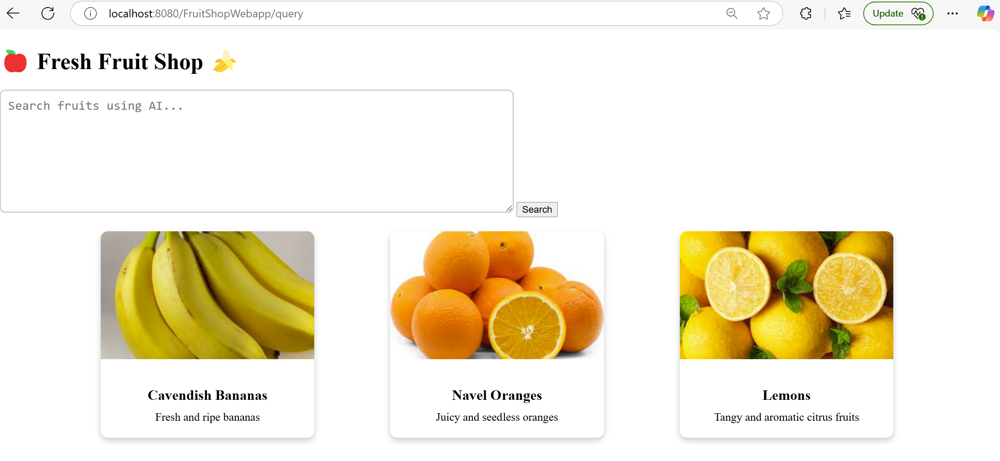 localhost:8080/FruitShopWebapp/query
Update
Fresh Fruit Shop
Search fruits using AI...
Search
Cavendish Bananas
Fresh and ripe bananas
Navel Oranges
Juicy and seedless oranges
Lemons
Tangy and aromatic citrus fruits